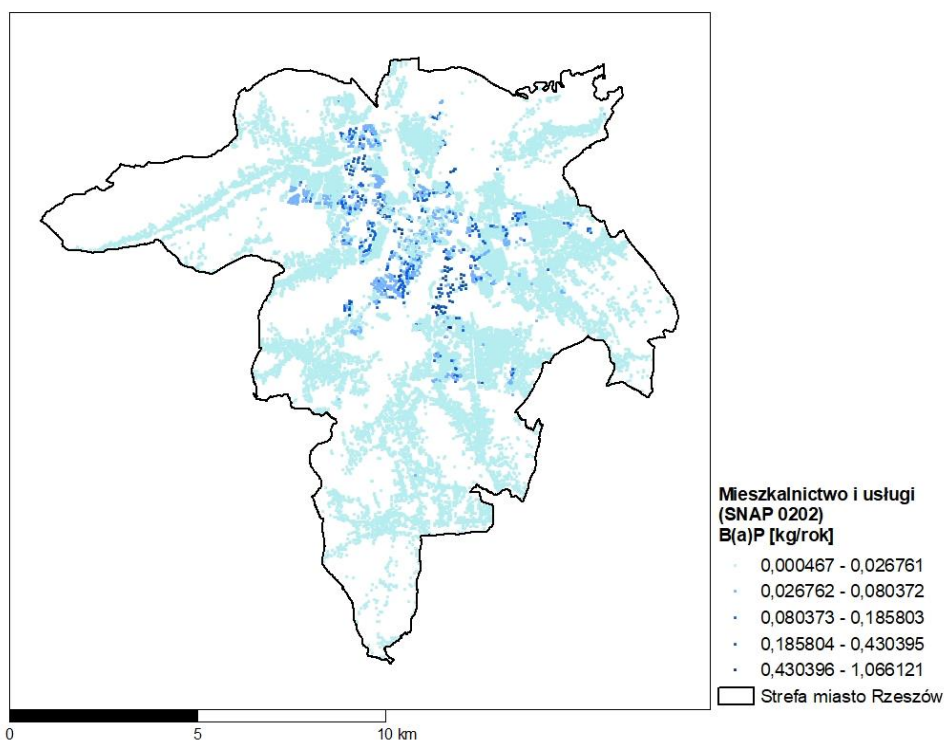 Mieszkalnictwo i usługi
(SNAP 0202)
B(a)P [kg/rok]
0,000467 - 0,026761
0,026762 - 0,080372
0,080373 - 0,185803
0,185804 - 0,430395
0,430396 - 1,066121
Strefa miasto Rzeszów
0 5 10 km